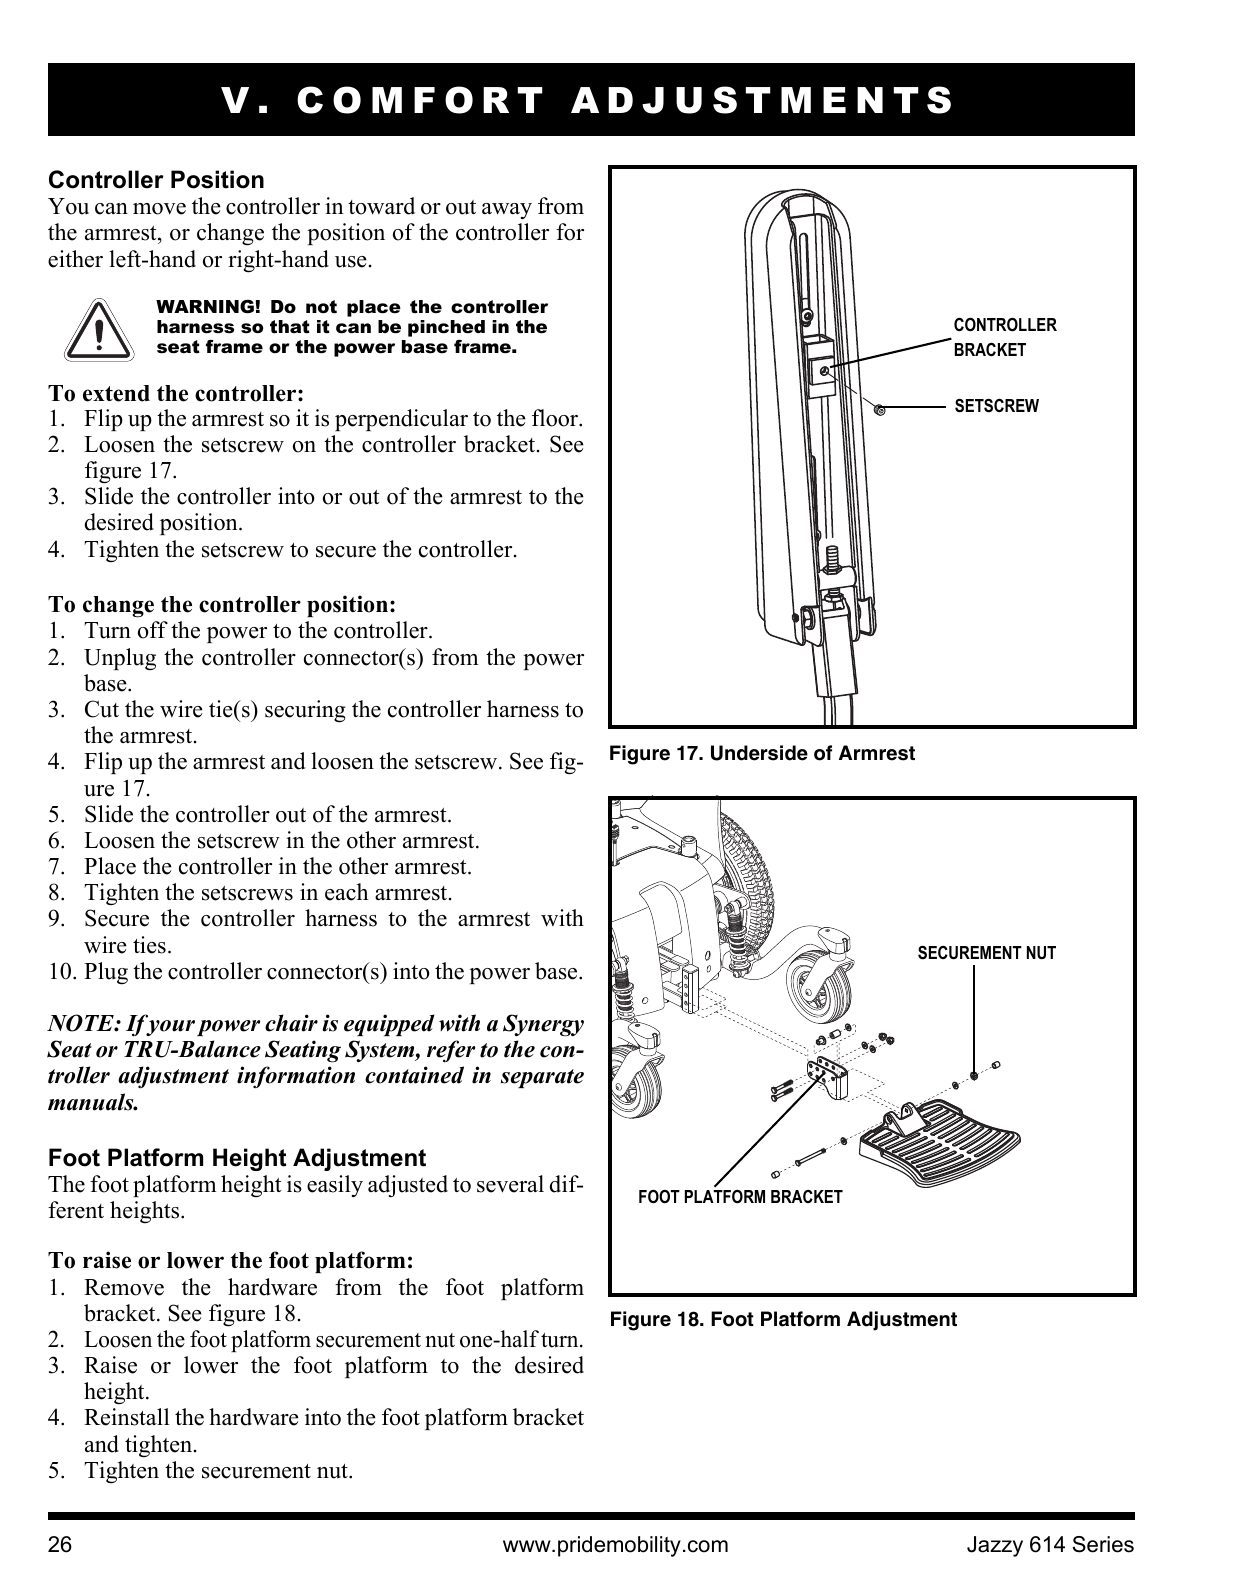 V. COMFORT ADJUSTMENTS
Controller Position
You can move the controller in toward or out away from
the armrest, or change the position of the controller for
either left-hand or right-hand use.
WARNING! Do not place the controller
harness so that it can be pinched in the
seat frame or the power base frame.
To extend the controller:
1. Flip up the armrest so it is perpendicular to the floor.
2. Loosen the setscrew on the controller bracket. See
figure 17.
3. Slide the controller into or out of the armrest to the
desired position.
4. Tighten the setscrew to secure the controller.
To change the controller position:
1. Turn off the power to the controller.
2. Unplug the controller connector(s) from the power
base.
3. Cut the wire tie(s) securing the controller harness to
the armrest.
4. Flip up the armrest and loosen the setscrew. See fig-
ure 17.
5. Slide the controller out of the armrest.
6. Loosen the setscrew in the other armrest.
7. Place the controller in the other armrest.
8. Tighten the setscrews in each armrest.
9. Secure the controller harness to the armrest with
wire ties.
10. Plug the controller connector(s) into the power base.
NOTE: If your power chair is equipped with a Synergy
Seat or TRU-Balance Seating System, refer to the con-
troller adjustment information contained in separate
manuals.
Foot Platform Height Adjustment
The foot platform height is easily adjusted to several dif-
ferent heights.
To raise or lower the foot platform:
1. Remove the hardware from the foot platform
bracket. See figure 18.
2. Loosen the foot platform securement nut one-half turn.
3. Raise or lower the foot platform to the desired
height.
4. Reinstall the hardware into the foot platform bracket
and tighten.
5. Tighten the securement nut.
CONTROLLER
BRACKET
SETSCREW
Figure 17. Underside of Armrest
SECUREMENT NUT
FOOT PLATFORM BRACKET
Figure 18. Foot Platform Adjustment
26
www.pridemobility.com
Jazzy 614 Series